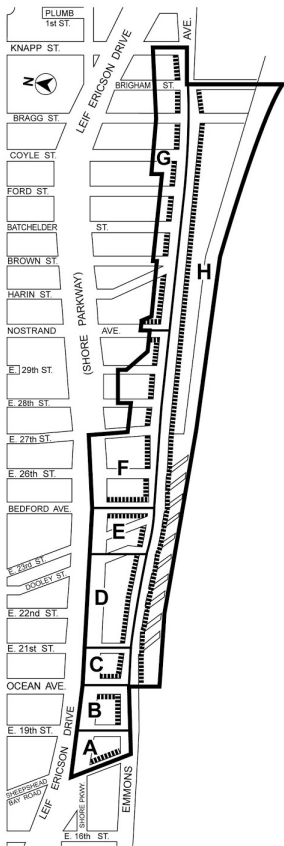 PLUMB
1st ST.
KNAPP ST.
AVE.
N
LEIF ERICSON DRIVE
BRIGHAM ST.
BRAGG ST.
COYLE ST.
G
FORD ST.
BATCHELDER ST.
BROWN ST.
H
HARIN ST.
NOSTRAND AVE.
(SHORE PARKWAY)
E. 29th ST.
E. 28th ST.
E. 27th ST.
F
E. 26th ST.
BEDFORD AVE.
E
E. 23rd ST.
DOOLEY ST.
D
E. 22nd ST.
E. 21st ST.
C
OCEAN AVE.
B
E. 19th ST.
A
SHEEPSHEAD
BAY ROAD
LEIF ERICSON DRIVE
SHORE PKWY.
EMMONS
E. 16th ST.